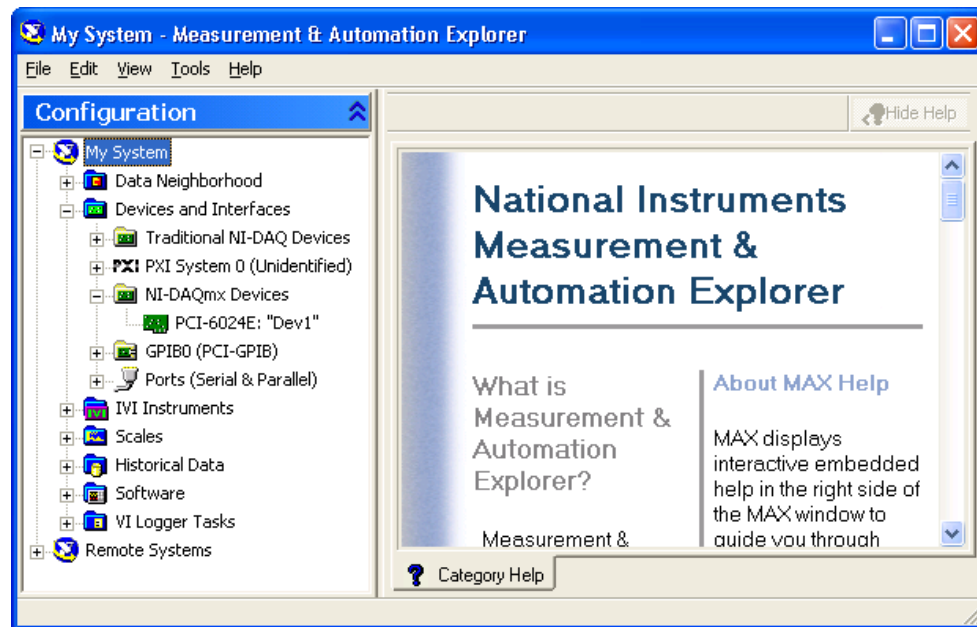 My System - Measurement & Automation Explorer
File Edit View Tools Help
Configuration
Hide Help
My System
Data Neighborhood
Devices and Interfaces
Traditional NI-DAQ Devices
PXI PXI System 0 (Unidentified)
NI-DAQmx Devices
PCI-6024E: "Dev1"
GPIB0 (PCI-GPIB)
Ports (Serial & Parallel)
IVI IVI Instruments
Scales
Historical Data
Software
VI Logger Tasks
Remote Systems
National Instruments
Measurement &
Automation Explorer
What is
Measurement &
Automation
Explorer?
Measurement &
About MAX Help
MAX displays
interactive embedded
help in the right side of
the MAX window to
guide you through
Category Help